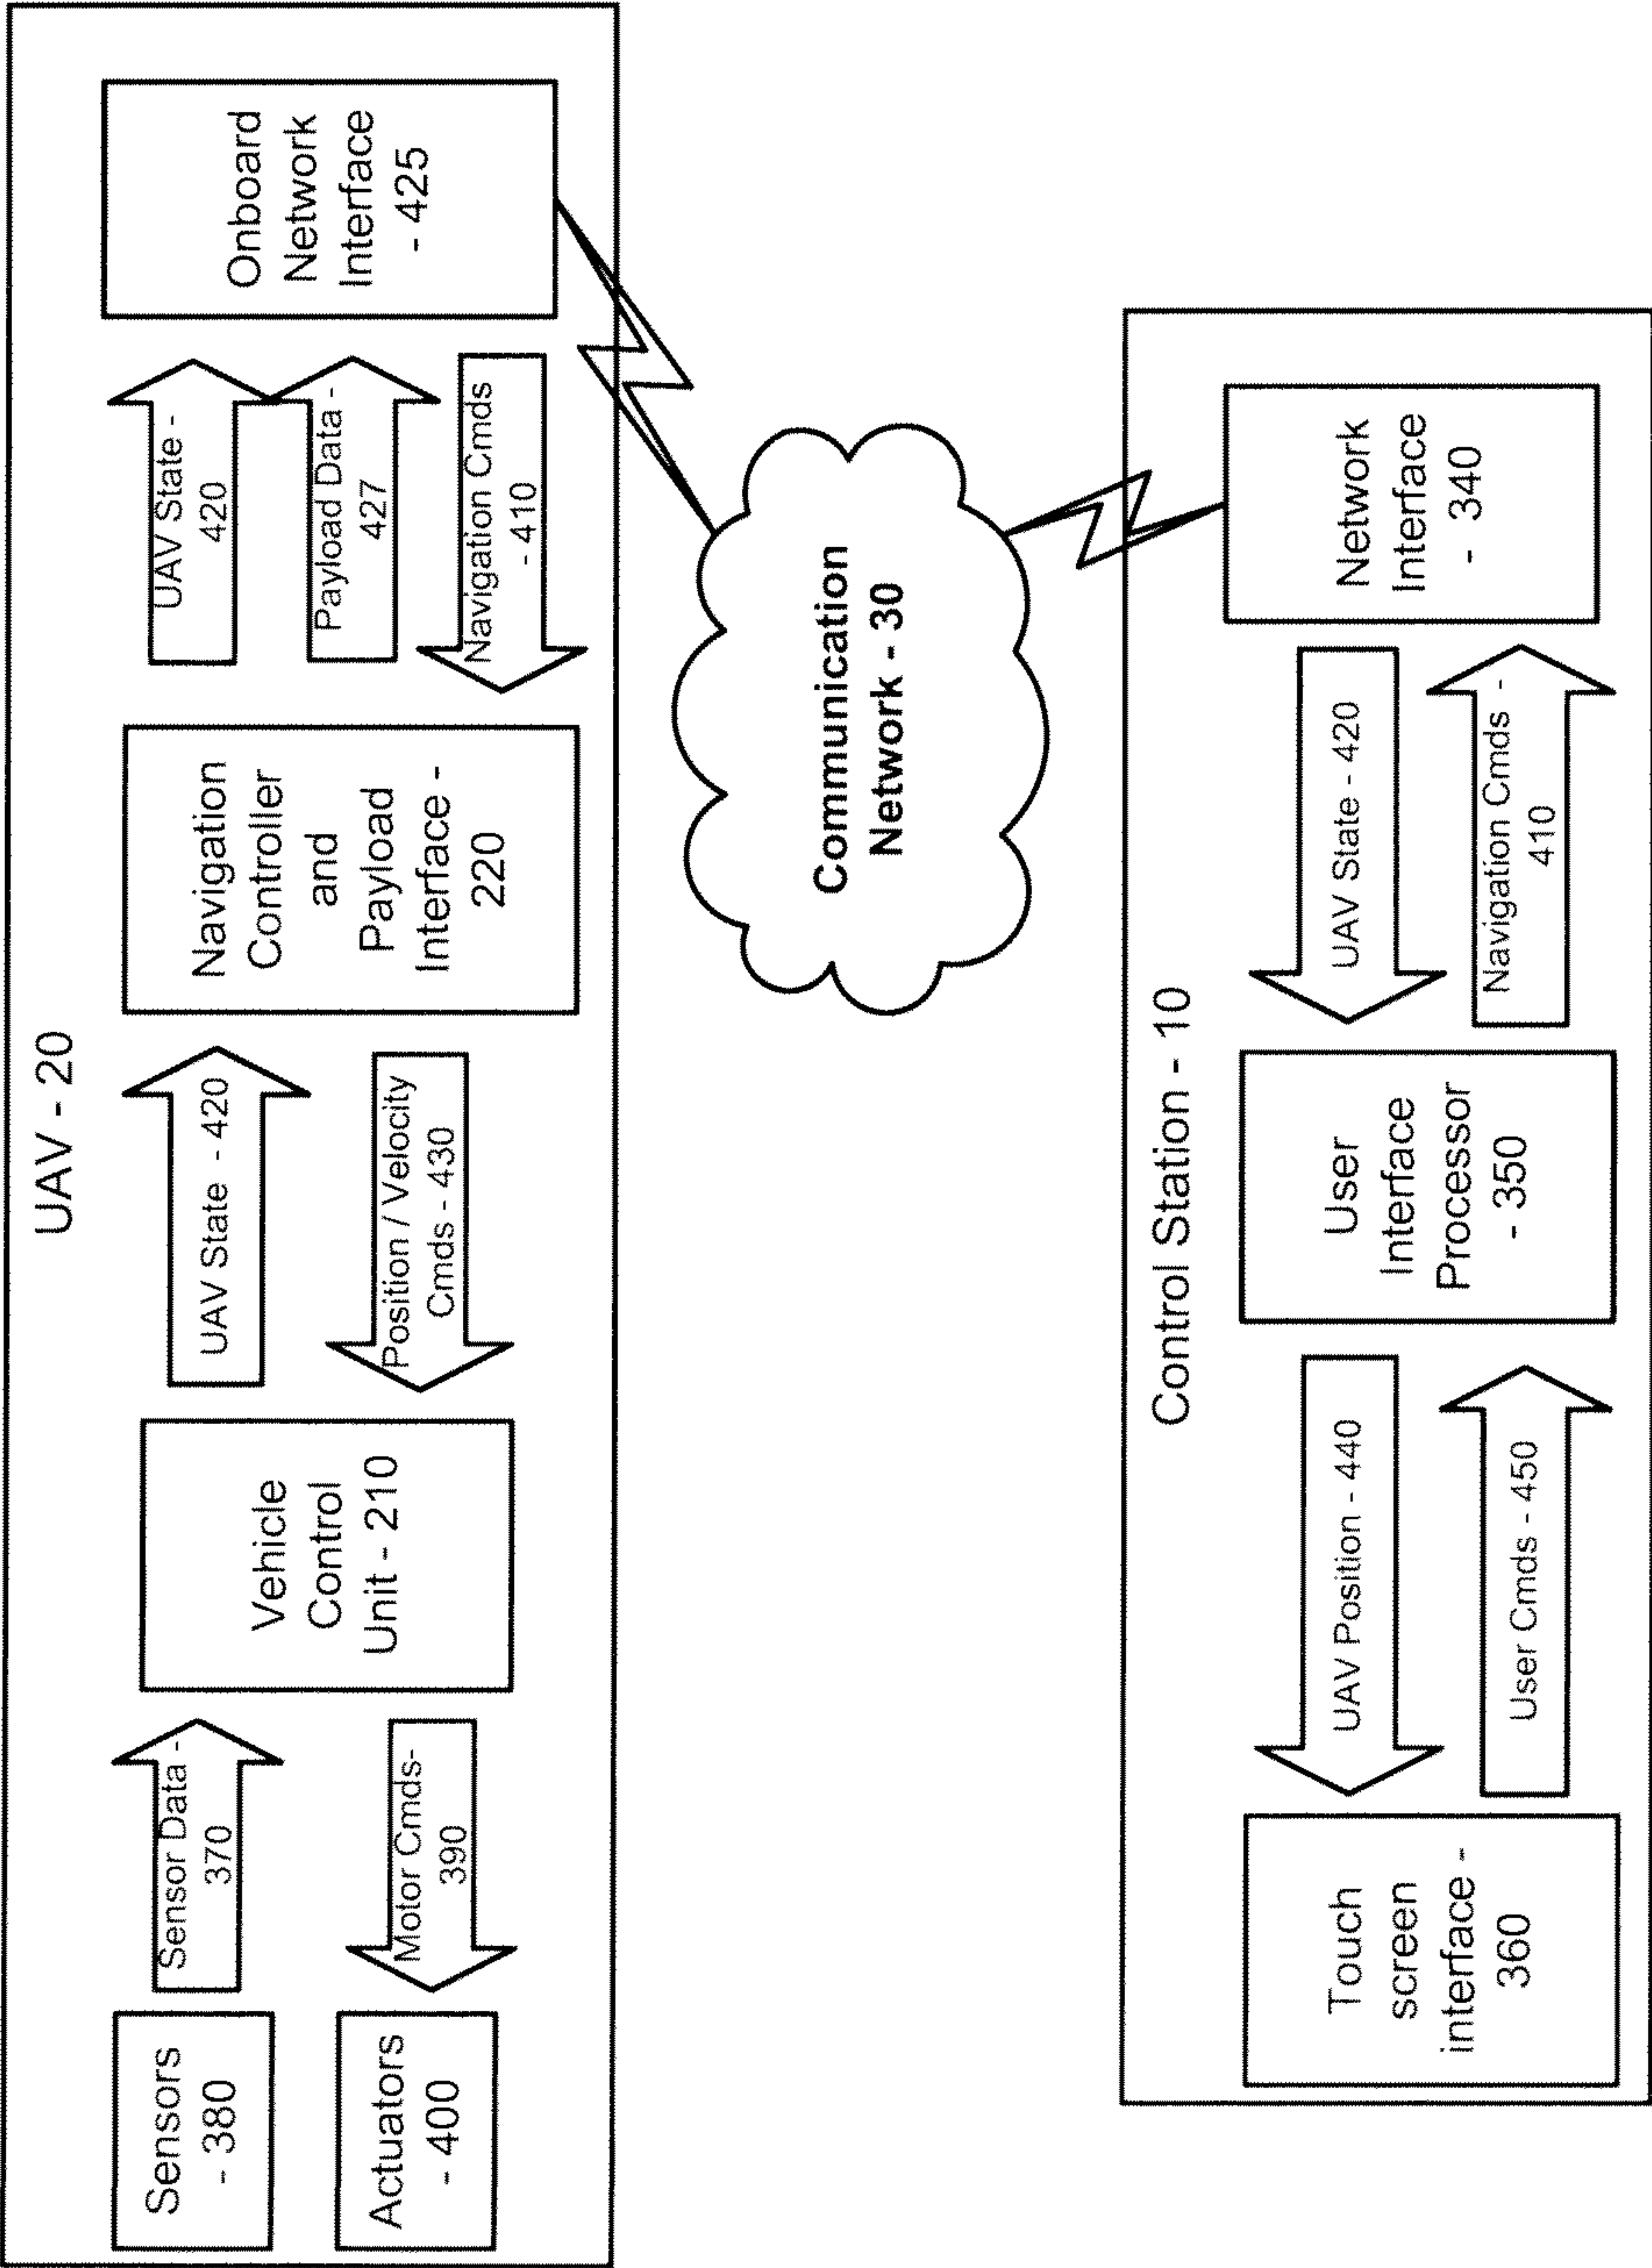 UAV - 20
Sensors
- 380
Actuators
- 400
Sensor Data -
370
Motor Cmds-
390
Vehicle
Control
Unit - 210
UAV State - 420
Position / Velocity
Cmds - 430
Navigation
Controller
and
Payload
Interface -
220
UAV State -
420
Payload Data -
427
Navigation Cmds
- 410
Onboard
Network
Interface
- 425
Communication
Network - 30
Control Station - 10
Touch
screen
interface -
360
UAV Position - 440
User Cmds - 450
User
Interface
Processor
- 350
UAV State - 420
Navigation Cmds -
410
Network
Interface
- 340